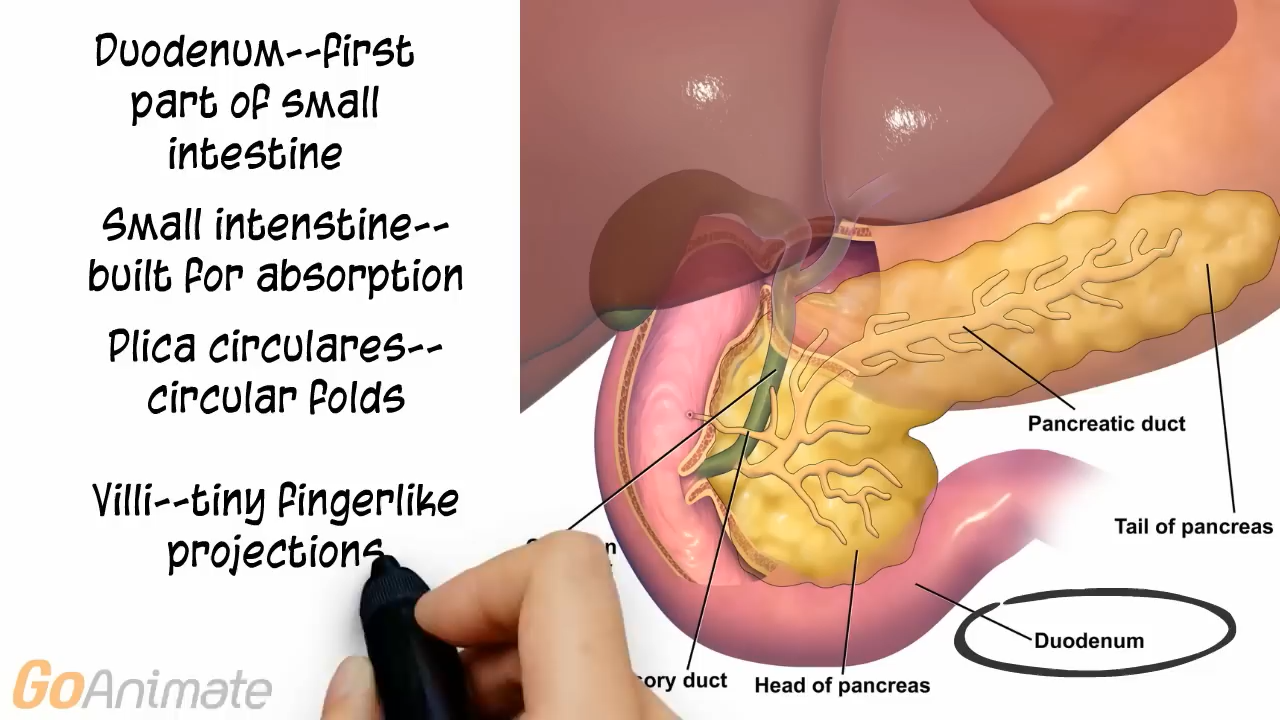 Duodenum--first
part of small
intestine
Small intenstine--
built for absorption
Plica circulares--
circular folds
Villi--tiny fingerlike
projections
GoAnimate
Pancreatic duct
Tail of pancreas
Duodenum
duct
Head of pancreas